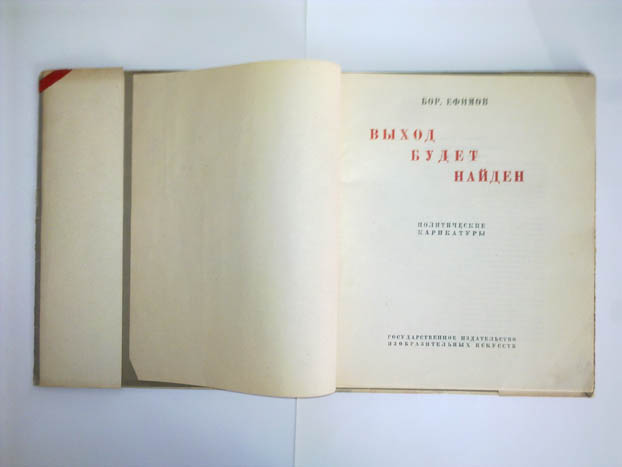 БОР. ЕФИМОВ
ВЫХОД
БУДЕТ
НАЙДЕН
ПОЛИТИЧЕСКИЕ
КАРИКАТУРЫ
ГОСУДАРСТВЕННОЕ ИЗДАТЕЛЬСТВО
ИЗОБРАЗИТЕЛЬНЫХ ИСКУССТВ